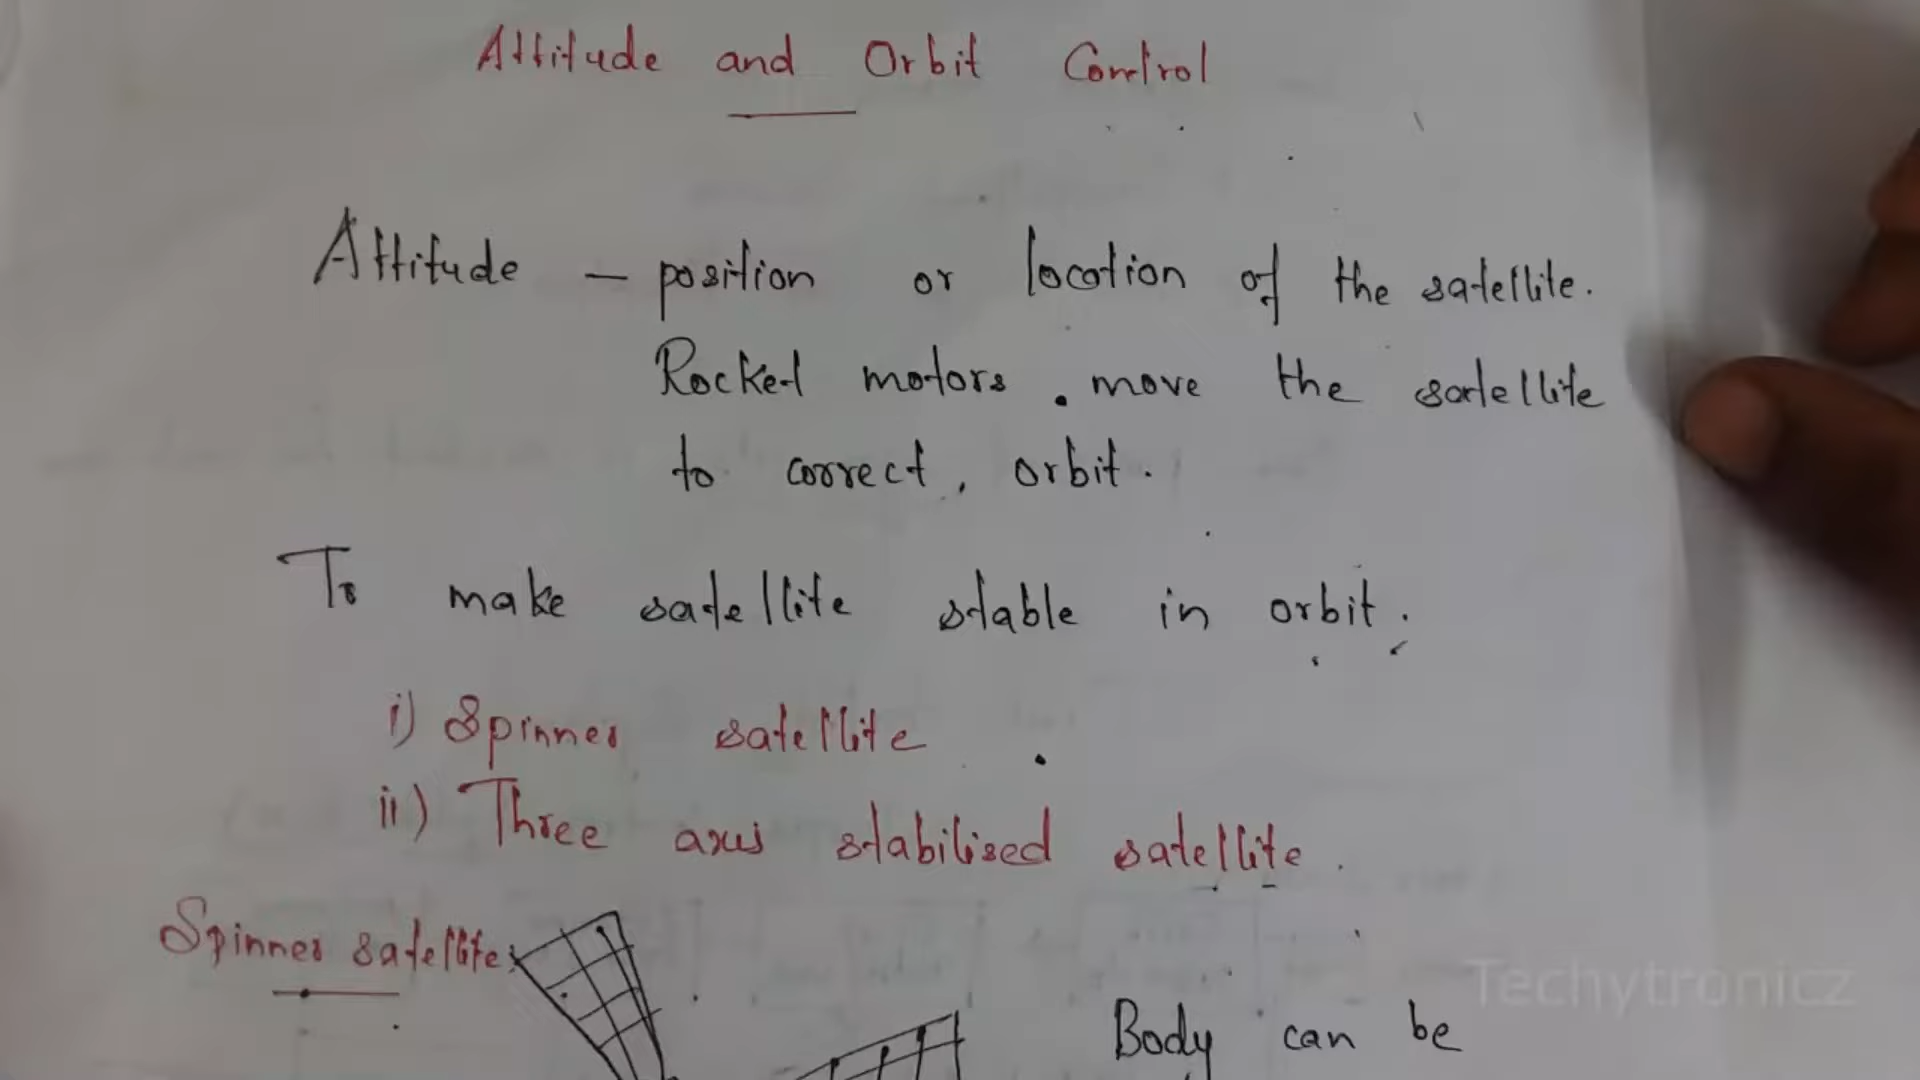 Attitude and Orbit Control
Attitude - position or location of the satellite.
Rocket motors move the satellite
to correct orbit.
To make satellite stable in orbit.
i) Spinner satellite
ii) Three axis stabilised satellite.
Spinner satellite:
Body can be
Techytronicz